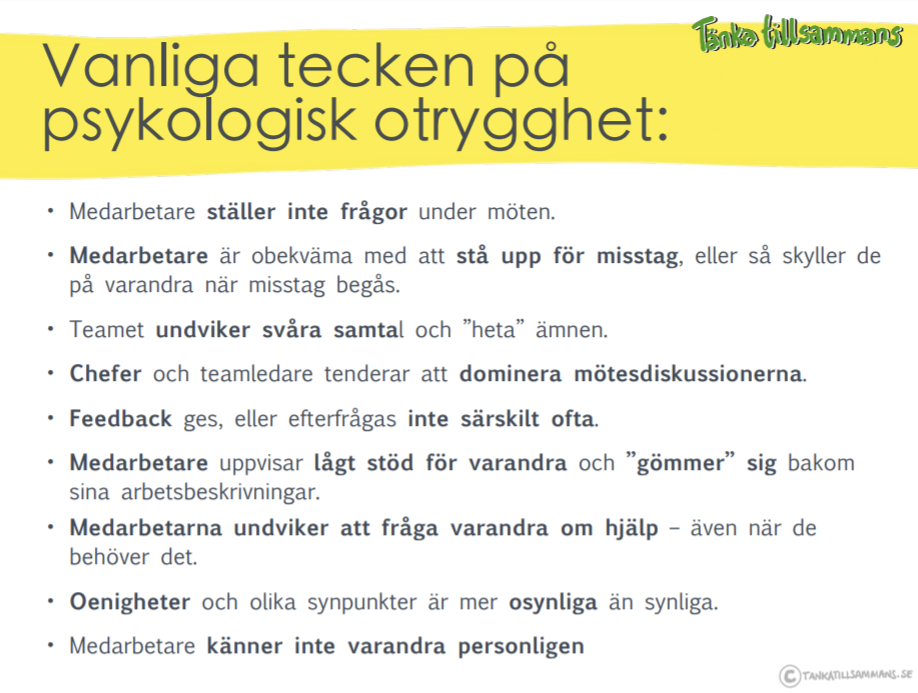 Tänka tillsammans
Vanliga tecken på
psykologisk otrygghet:
• Medarbetare ställer inte frågor under möten.
• Medarbetare är obekväma med att stå upp för misstag, eller så skyller de
på varandra när misstag begås.
• Teamet undviker svåra samtal och ”heta” ämnen.
• Chefer och teamledare tenderar att dominera mötesdiskussionerna.
• Feedback ges, eller efterfrågas inte särskilt ofta.
• Medarbetare uppvisar lågt stöd för varandra och ”gömmer” sig bakom
sina arbetsbeskrivningar.
• Medarbetarna undviker att fråga varandra om hjälp – även när de
behöver det.
• Oenigheter och olika synpunkter är mer osynliga än synliga.
• Medarbetare känner inte varandra personligen
© TANKATILLSAMMANS.SE